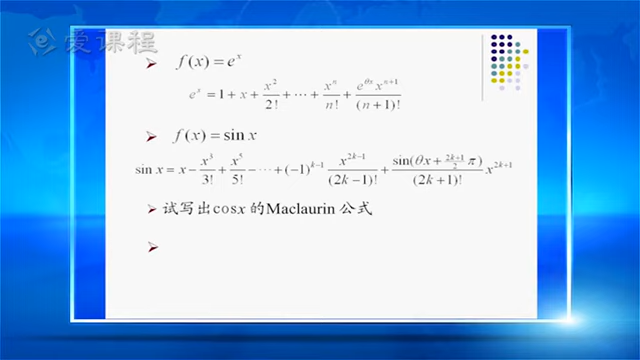 爱课程
f(x) = e^x
e^x = 1 + x + x^2/2! + ⋯ + x^n/n! + e^{θx}x^{n+1}/(n+1)!
f(x) = sin x
sin x = x − x^3/3! + x^5/5! − ⋯ + (−1)^{k−1} x^{2k−1}/(2k−1)! + sin(θx + (2k+1)/2 π)/(2k+1)! x^{2k+1}
试写出cosx 的Maclaurin 公式